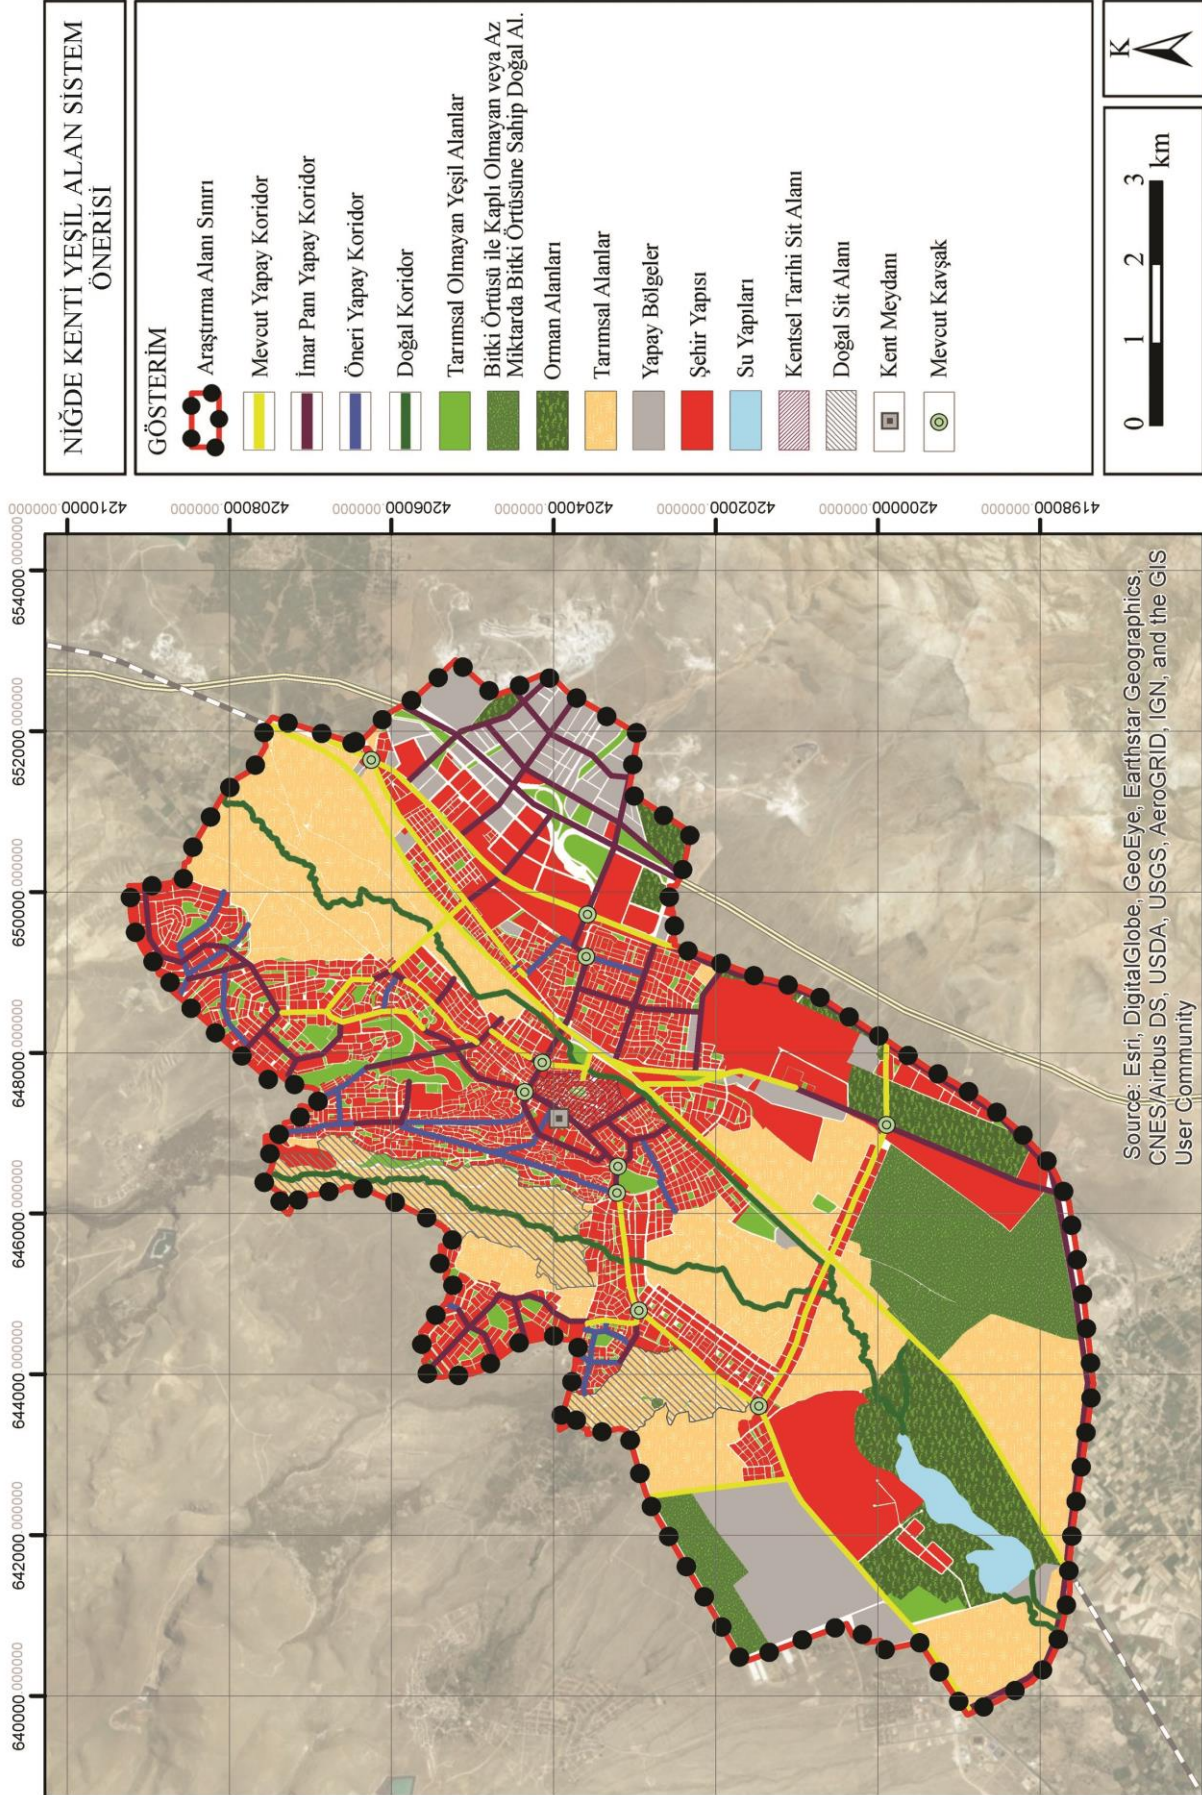 NİĞDE KENTİ YEŞİL ALAN SİSTEM
ÖNERİSİ
GÖSTERİM
Araştırma Alanı Sınırı
Mevcut Yapay Koridor
İmar Panı Yapay Koridor
Öneri Yapay Koridor
Doğal Koridor
Tarımsal Olmayan Yeşil Alanlar
Bitki Örtüsü ile Kaplı Olmayan veya Az
Miktarda Bitki Örtüsüne Sahip Doğal Al.
Orman Alanları
Tarımsal Alanlar
Yapay Bölgeler
Şehir Yapısı
Su Yapıları
Kentsel Tarihi Sit Alanı
Doğal Sit Alanı
Kent Meydanı
Mevcut Kavşak
0 1 2 3
km
K
640000,000000
642000,000000
644000,000000
646000,000000
648000,000000
650000,000000
652000,000000
654000,000000
4210000,000000
4208000,000000
4206000,000000
4204000,000000
4202000,000000
4200000,000000
4198000,000000
Source: Esri, DigitalGlobe, GeoEye, Earthstar Geographics,
CNES/Airbus DS, USDA, USGS, AeroGRID, IGN, and the GIS
User Community